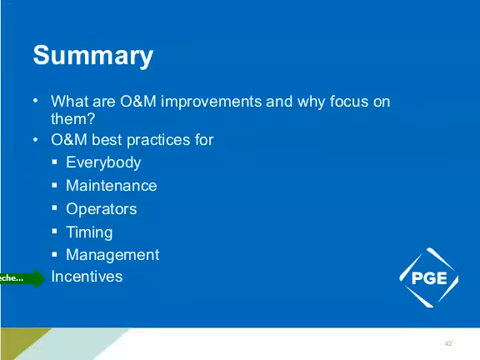 Summary
• What are O&M improvements and why focus on
them?
• O&M best practices for
▪ Everybody
▪ Maintenance
▪ Operators
▪ Timing
▪ Management
Incentives
PGE
42